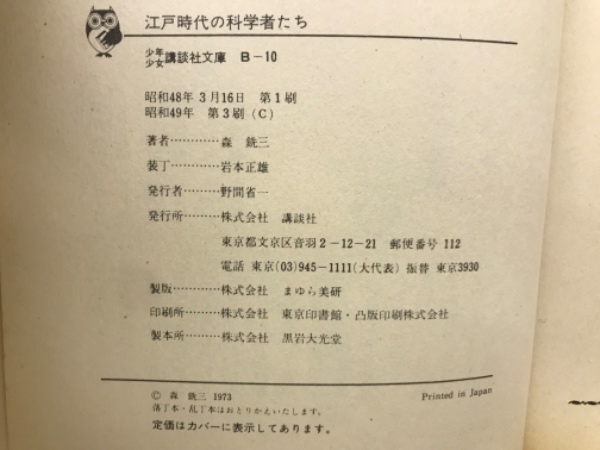 江戸時代の科学者たち
少年少女講談社文庫 B-10
昭和48年3月16日 第1刷
昭和49年 第3刷(C)
著者…………森 銑三
装丁…………岩本正雄
発行者………野間省一
発行所………株式会社 講談社
東京都文京区音羽2-12-21 郵便番号 112
電話 東京(03)945-1111(大代表) 振替 東京3930
製版…………株式会社 まゆら美研
印刷所………株式会社 東京印書館・凸版印刷株式会社
製本所………株式会社 黒岩大光堂
© 森 銑三 1973
Printed in Japan
落丁本・乱丁本はおとりかえいたします。
定価はカバーに表示してあります。